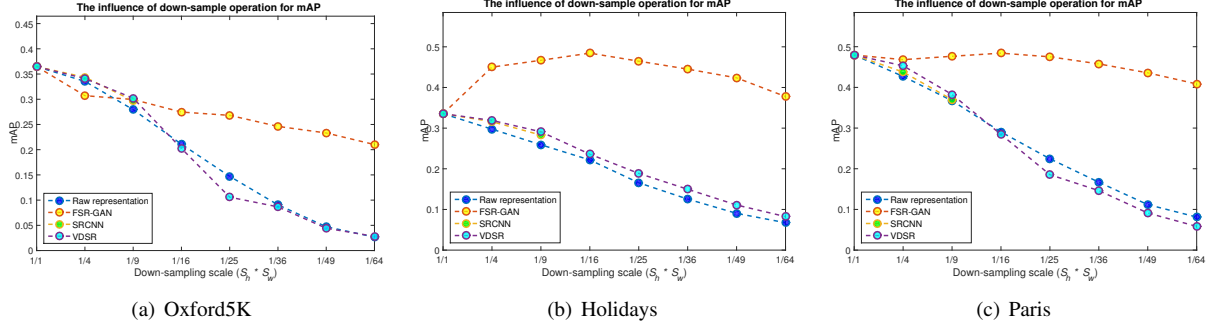 The influence of down-sample operation for mAP
0.45
0.4
0.35
0.3
0.25
0.2
0.15
0.1
0.05
0
mAP
Raw representation
FSR-GAN
SRCNN
VDSR
1/1 1/4 1/9 1/16 1/25 1/36 1/49 1/64
Down-sampling scale (S_h * S_w)
(a) Oxford5K
The influence of down-sample operation for mAP
0.5
0.4
0.3
0.2
0.1
0
mAP
Raw representation
FSR-GAN
SRCNN
VDSR
1/1 1/4 1/9 1/16 1/25 1/36 1/49 1/64
Down-sampling scale (S_h * S_w)
(b) Holidays
The influence of down-sample operation for mAP
0.5
0.4
0.3
0.2
0.1
0
mAP
Raw representation
FSR-GAN
SRCNN
VDSR
1/1 1/4 1/9 1/16 1/25 1/36 1/49 1/64
Down-sampling scale (S_h * S_w)
(c) Paris